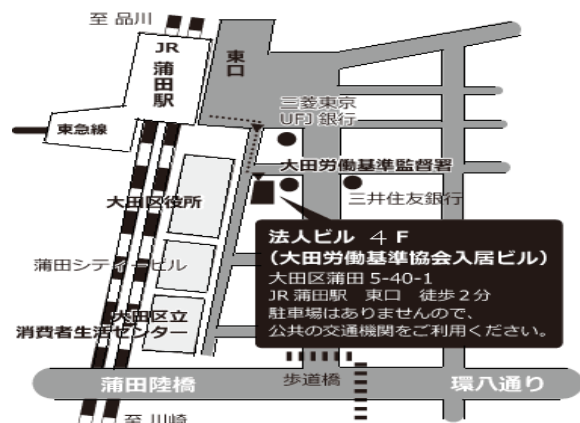 至 品川
JR
蒲田駅
東口
三菱東京
UFJ 銀行
東急線
大田労働基準監督署
三井住友銀行
大田区役所
法人ビル 4 F
(大田労働基準協会入居ビル)
大田区蒲田 5-40-1
JR 蒲田駅 東口 徒歩２分
駐車場はありませんので、
公共の交通機関をご利用ください。
蒲田シティービル
大田区立
消費者生活センター
歩道橋
蒲田陸橋
環八通り
至 川崎